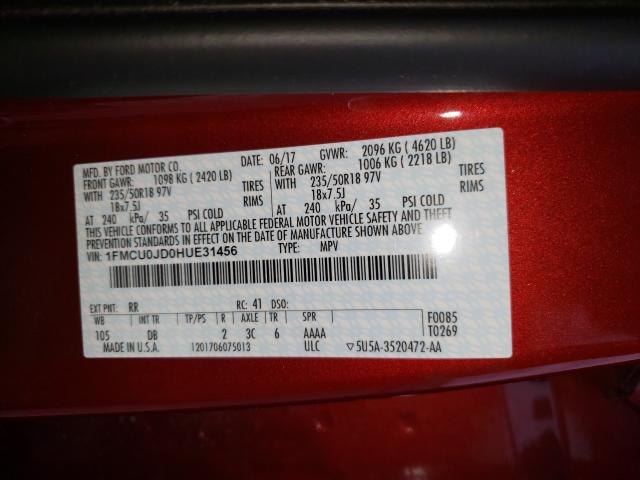 MFD. BY FORD MOTOR CO. DATE: 06/17 GVWR: 2096 KG ( 4620 LB)
FRONT GAWR: 1098 KG ( 2420 LB) REAR GAWR: 1006 KG ( 2218 LB)
WITH 235/50R18 97V TIRES WITH 235/50R18 97V TIRES
18x7.5J RIMS 18x7.5J RIMS
AT 240 kPa/ 35 PSI COLD AT 240 kPa/ 35 PSI COLD
THIS VEHICLE CONFORMS TO ALL APPLICABLE FEDERAL MOTOR VEHICLE SAFETY AND THEFT
PREVENTION STANDARDS IN EFFECT ON THE DATE OF MANUFACTURE SHOWN ABOVE.
VIN: 1FMCU0JD0HUE31456 TYPE: MPV
EXT PNT: RR RC: 41 DSO:
WB INT TR TP/PS R AXLE TR SPR F0085
105 DB 2 3C 6 AAAA T0269
MADE IN U.S.A. 1201706075013 ULC ▽5U5A-3520472-AA